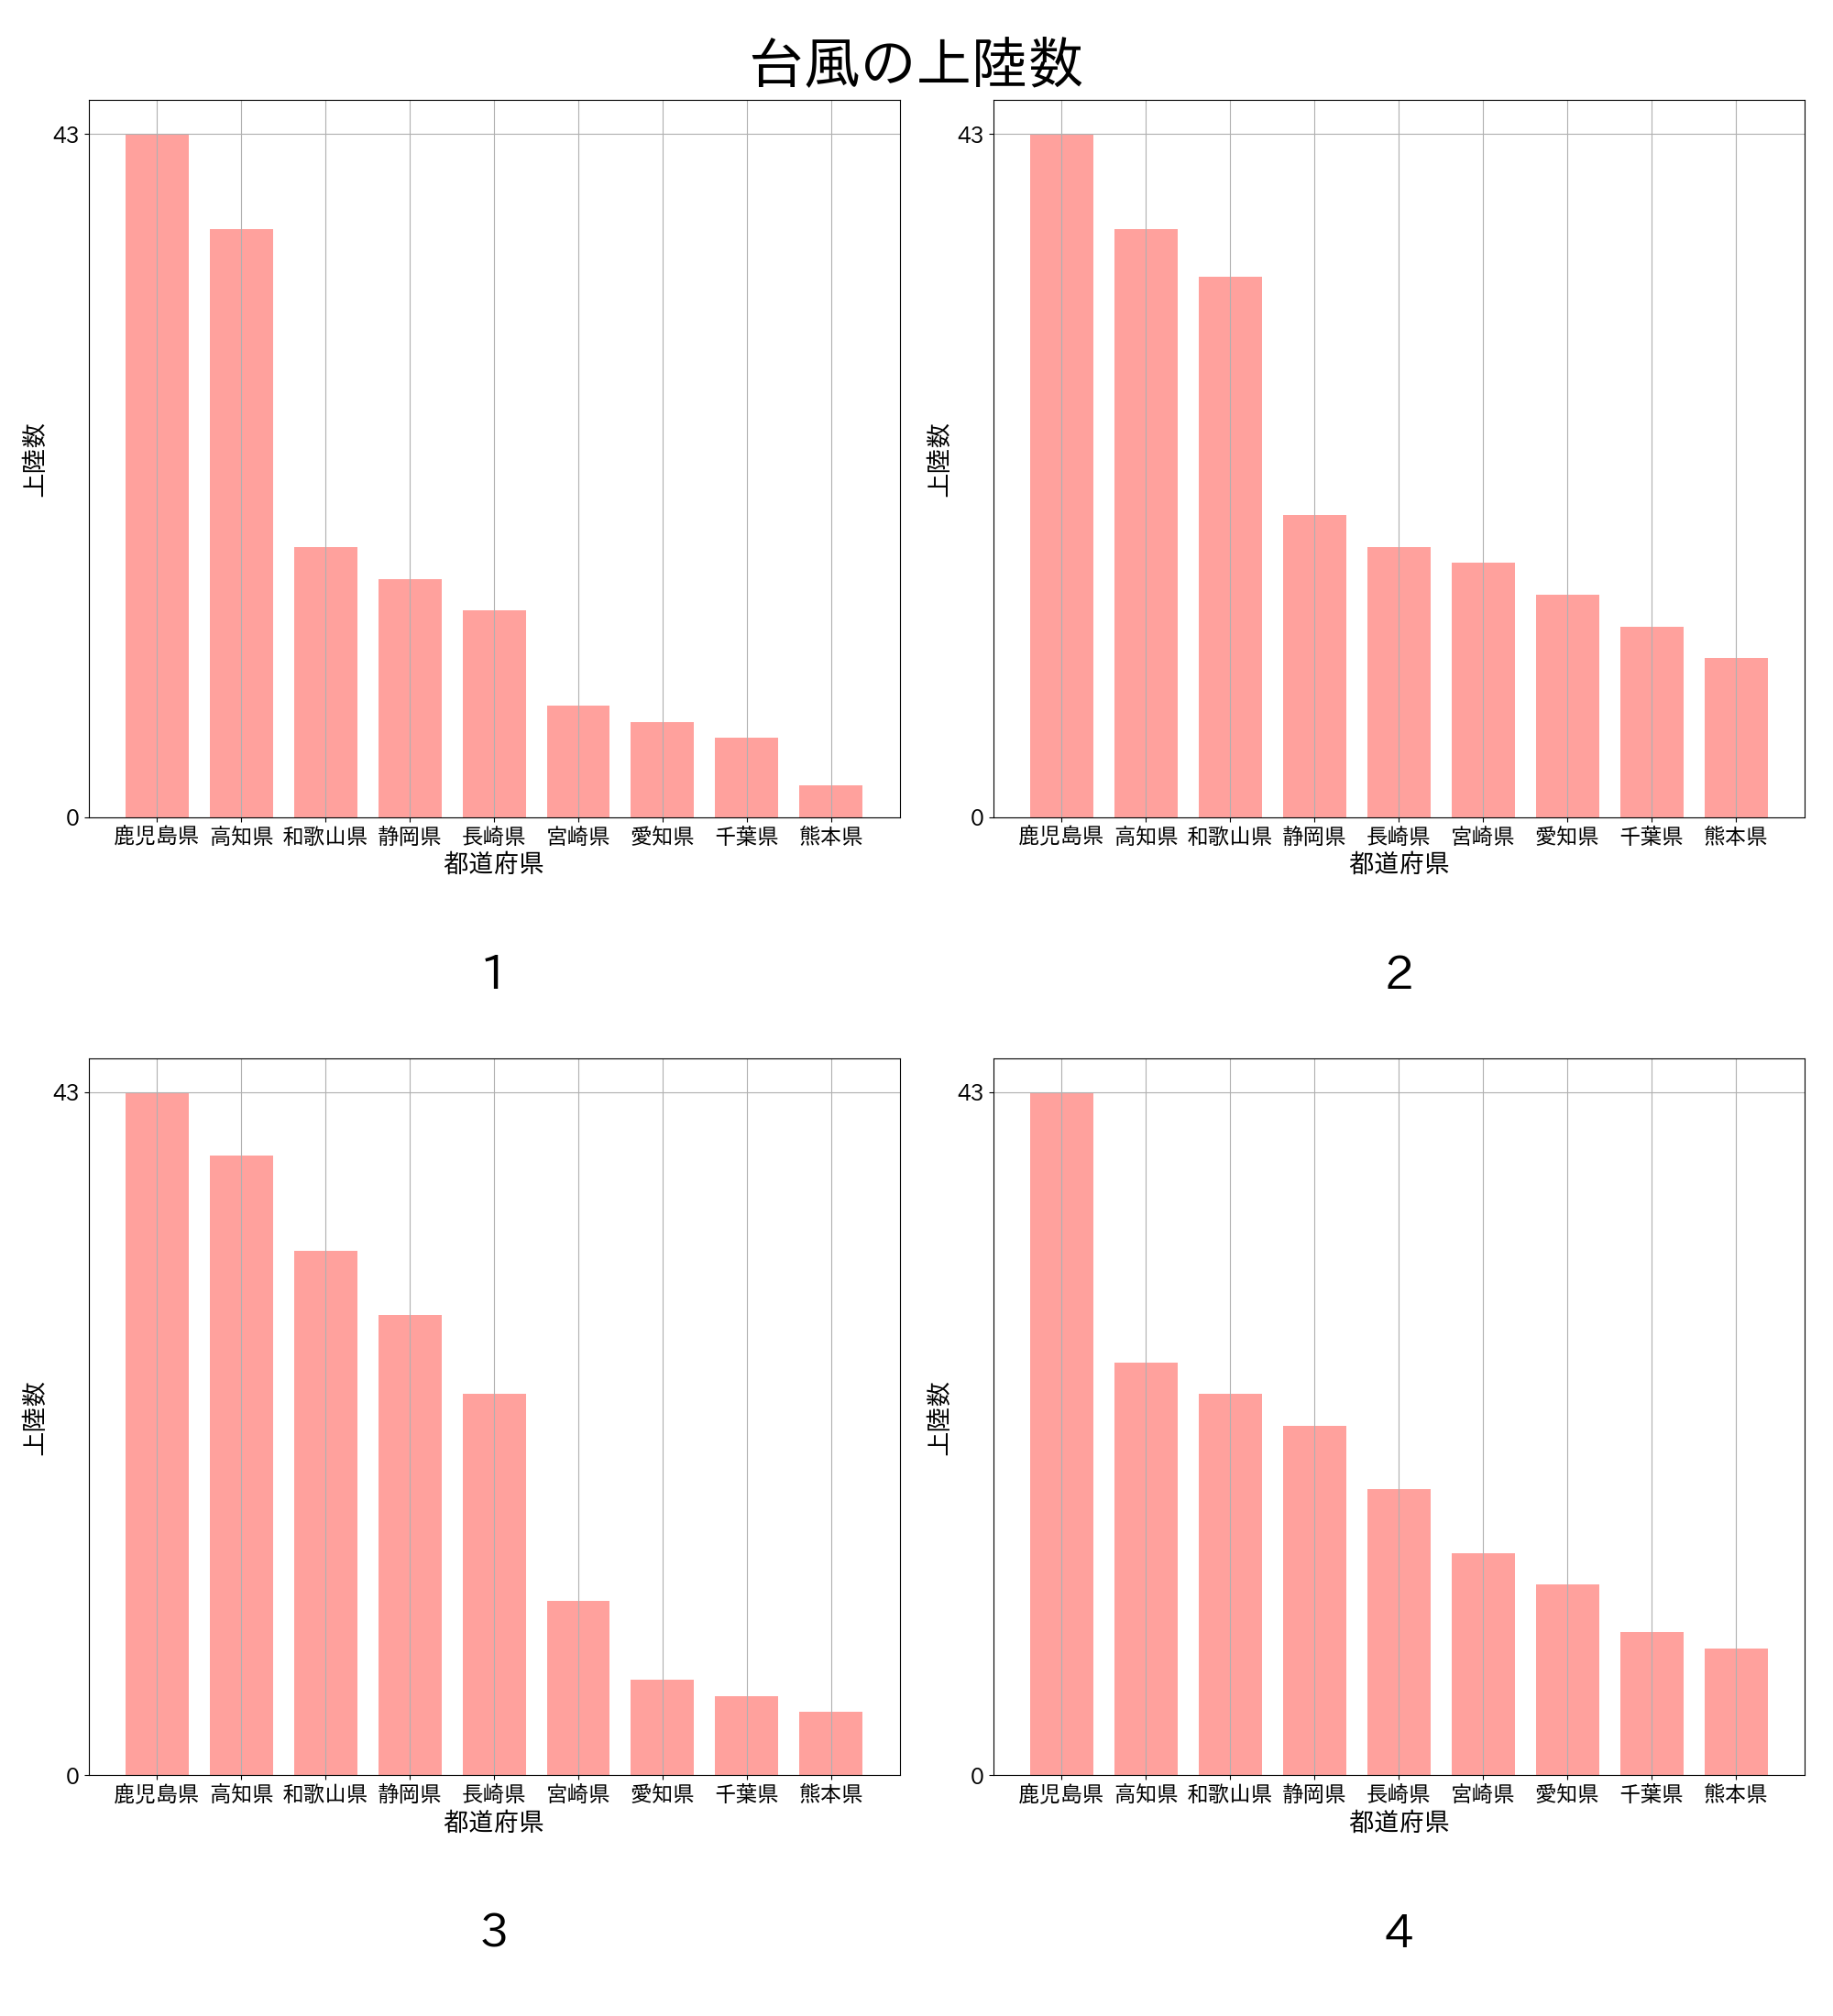 台風の上陸数
43
上陸数
0
鹿児島県 高知県 和歌山県 静岡県 長崎県 宮崎県 愛知県 千葉県 熊本県
都道府県
1
43
上陸数
0
鹿児島県 高知県 和歌山県 静岡県 長崎県 宮崎県 愛知県 千葉県 熊本県
都道府県
2
43
上陸数
0
鹿児島県 高知県 和歌山県 静岡県 長崎県 宮崎県 愛知県 千葉県 熊本県
都道府県
3
43
上陸数
0
鹿児島県 高知県 和歌山県 静岡県 長崎県 宮崎県 愛知県 千葉県 熊本県
都道府県
4